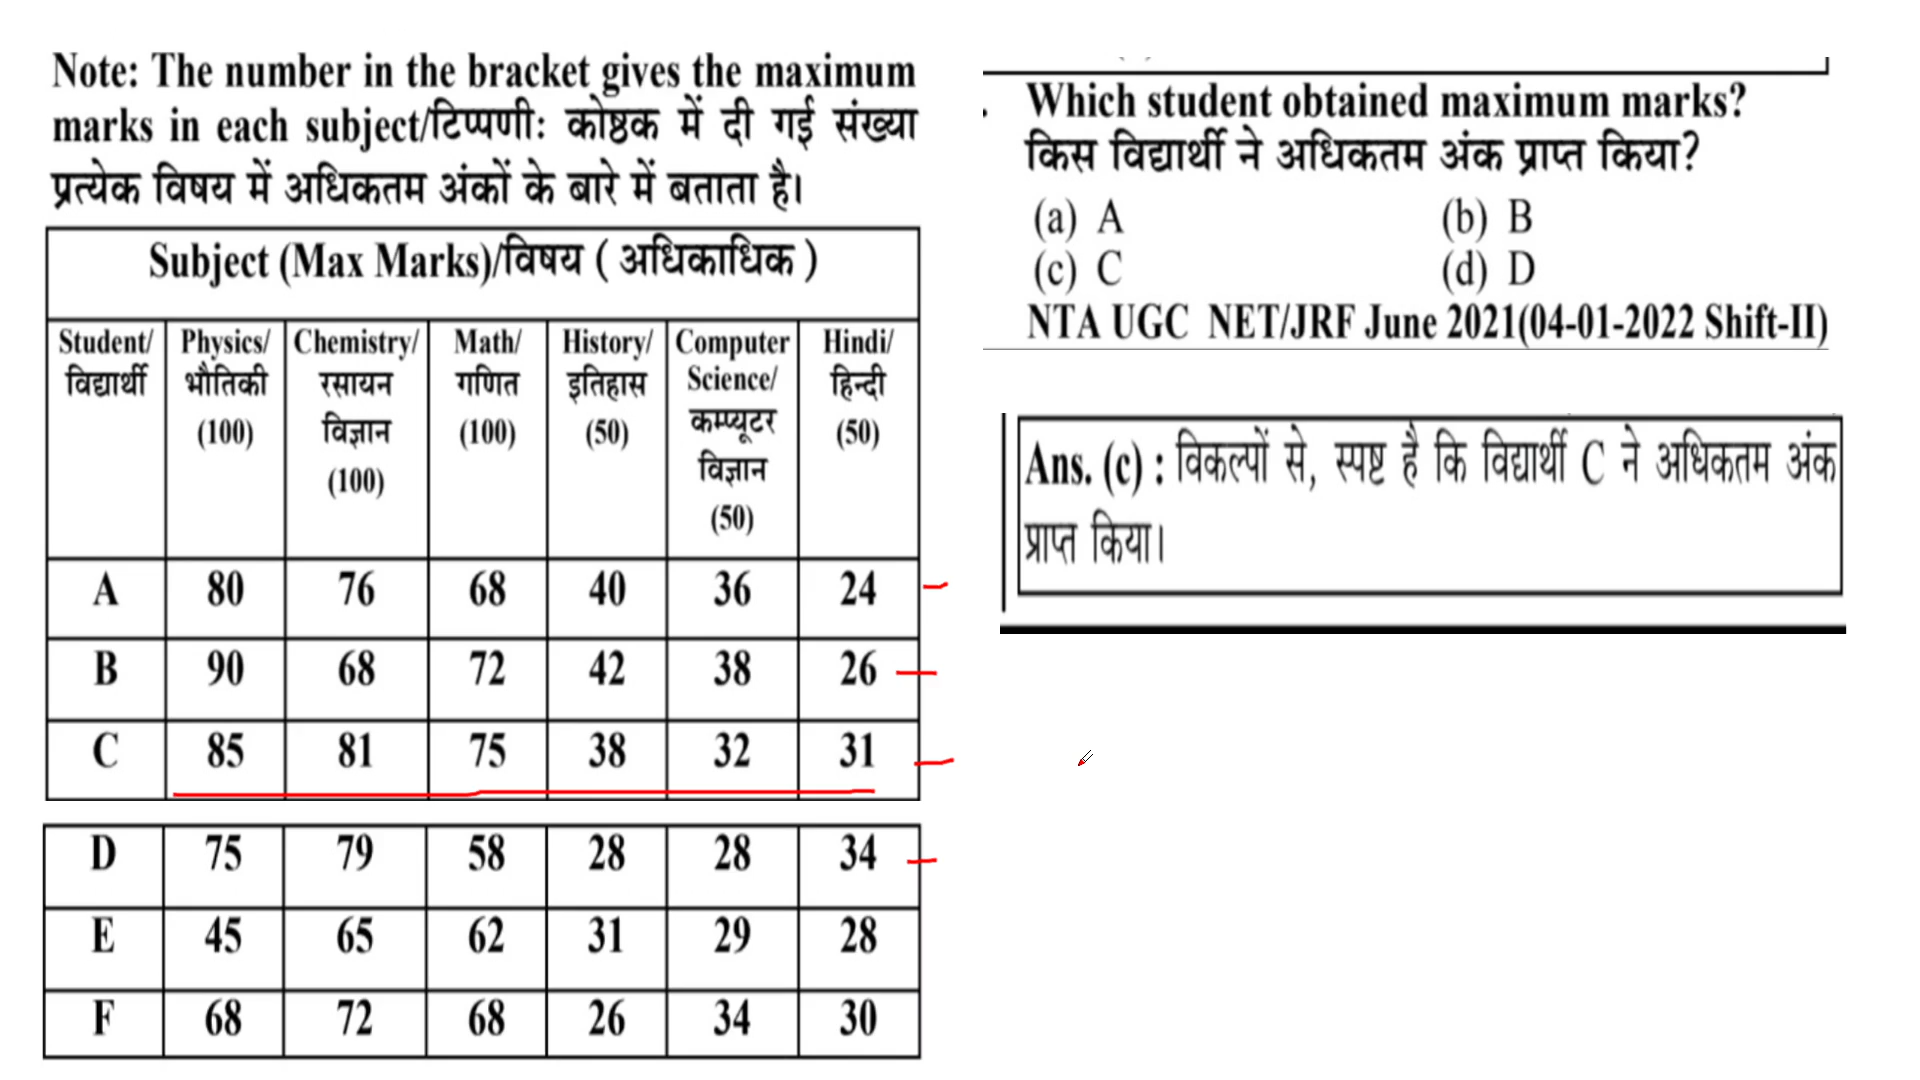 Note: The number in the bracket gives the maximum
marks in each subject/टिप्पणी: कोष्ठक में दी गई संख्या
प्रत्येक विषय में अधिकतम अंकों के बारे में बताता है।
Subject (Max Marks)/विषय ( अधिकाधिक )
Student/ Physics/ Chemistry/ Math/ History/ Computer Hindi/
विद्यार्थी भौतिकी रसायन गणित इतिहास Science/ हिन्दी
(100) विज्ञान (100) (50) कम्प्यूटर (50)
(100) विज्ञान
(50)
A 80 76 68 40 36 24
B 90 68 72 42 38 26
C 85 81 75 38 32 31
D 75 79 58 28 28 34
E 45 65 62 31 29 28
F 68 72 68 26 34 30
Which student obtained maximum marks?
किस विद्यार्थी ने अधिकतम अंक प्राप्त किया?
(a) A (b) B
(c) C (d) D
NTA UGC NET/JRF June 2021(04-01-2022 Shift-II)
Ans. (c) : विकल्पों से, स्पष्ट है कि विद्यार्थी C ने अधिकतम अंक
प्राप्त किया।